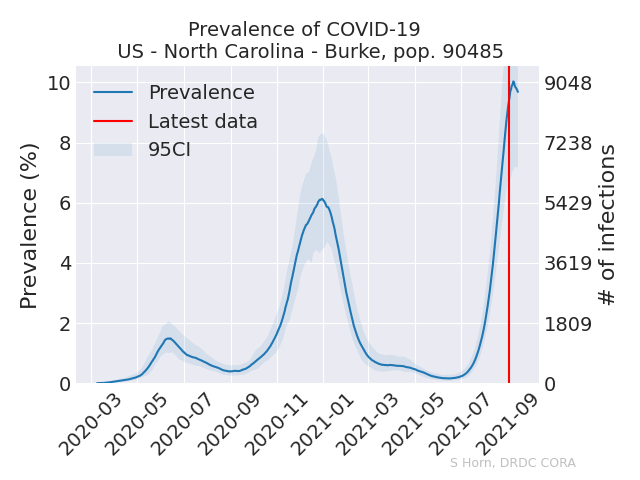 Prevalence of COVID-19
US - North Carolina - Burke, pop. 90485
Prevalence
Latest data
95CI
Prevalence (%)
10
8
6
4
2
0
9048
7238
5429
3619
1809
0
# of infections
2020-03
2020-05
2020-07
2020-09
2020-11
2021-01
2021-03
2021-05
2021-07
2021-09
S Horn, DRDC CORA